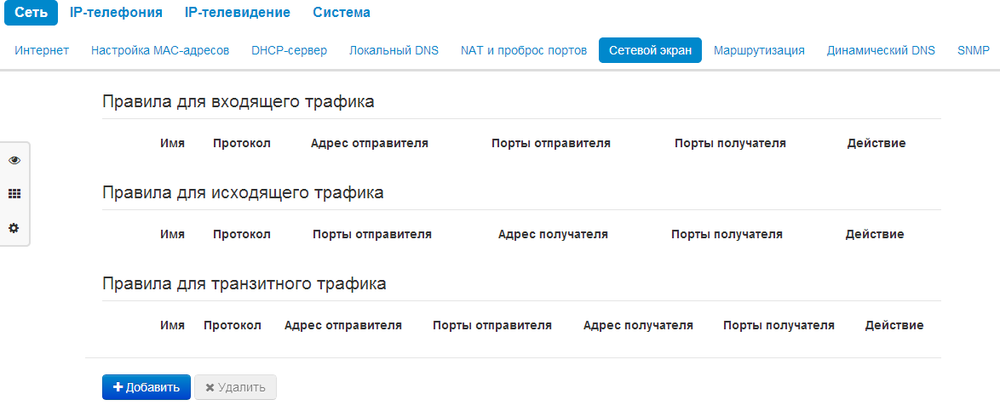 Сеть IP-телефония IP-телевидение Система
Интернет Настройка MAC-адресов DHCP-сервер Локальный DNS NAT и проброс портов Сетевой экран Маршрутизация Динамический DNS SNMP
Правила для входящего трафика
Имя Протокол Адрес отправителя Порты отправителя Порты получателя Действие
Правила для исходящего трафика
Имя Протокол Порты отправителя Адрес получателя Порты получателя Действие
Правила для транзитного трафика
Имя Протокол Адрес отправителя Порты отправителя Адрес получателя Порты получателя Действие
Добавить Удалить